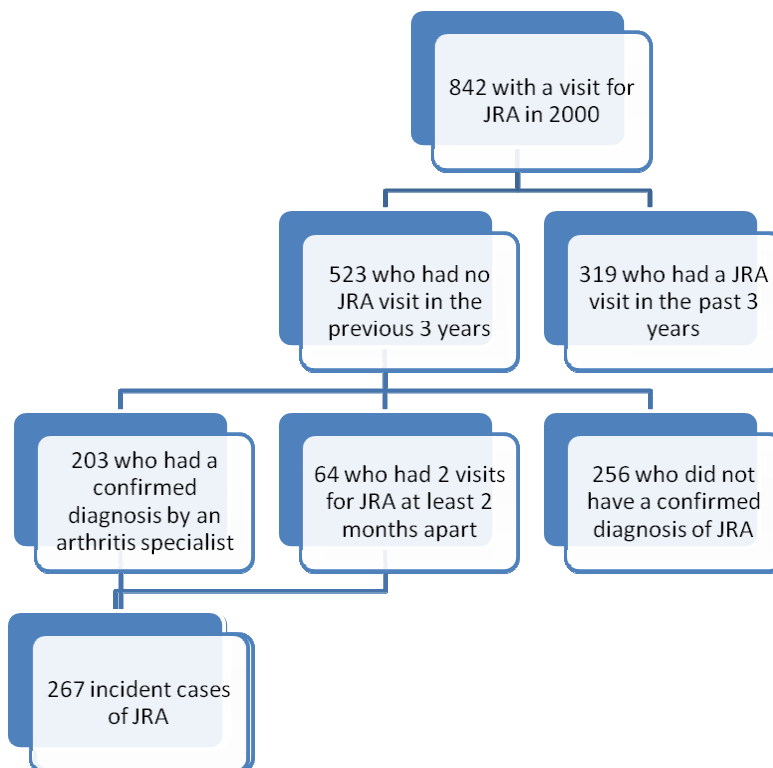 842 with a visit for
JRA in 2000
523 who had no
JRA visit in the
previous 3 years
319 who had a JRA
visit in the past 3
years
203 who had a
confirmed
diagnosis by an
arthritis specialist
64 who had 2 visits
for JRA at least 2
months apart
256 who did not
have a confirmed
diagnosis of JRA
267 incident cases
of JRA